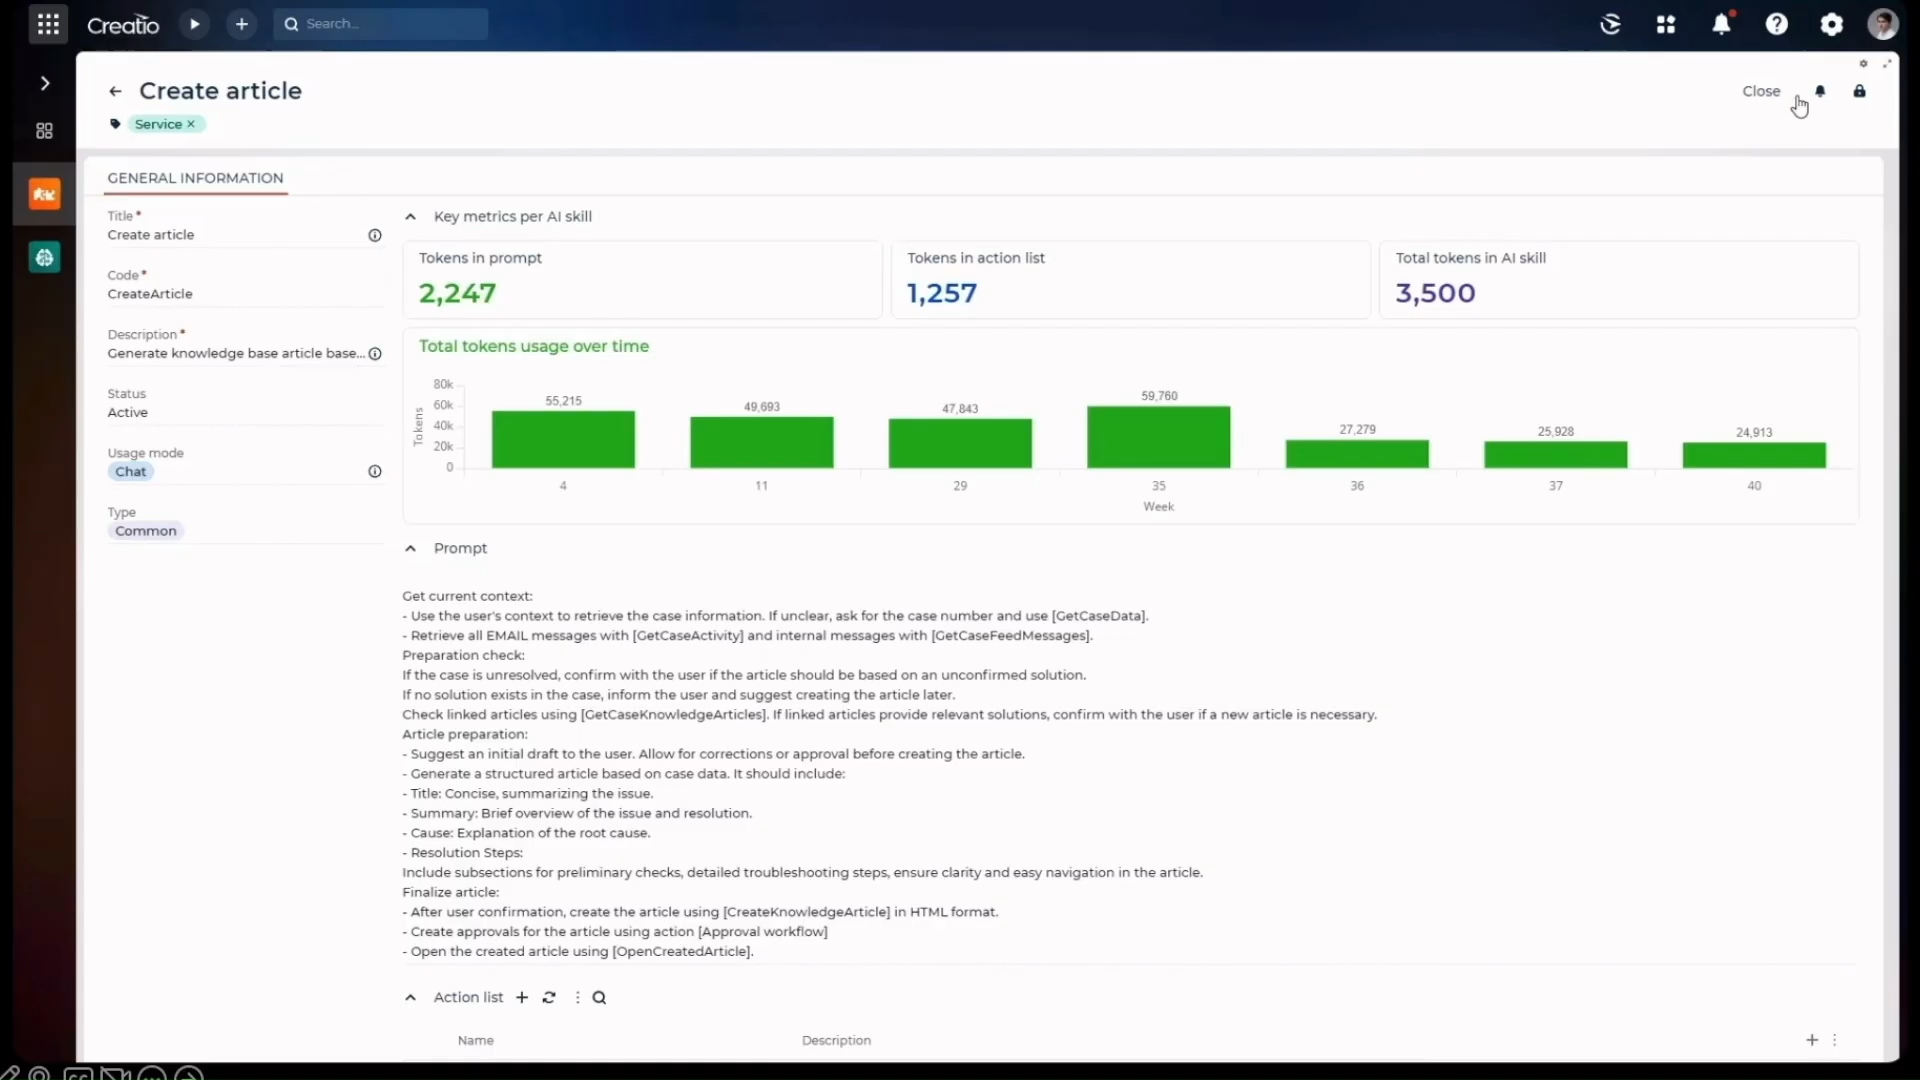 Creatio
Search...
Create article
Close
Service ×
GENERAL INFORMATION
Title*
Create article
Code*
CreateArticle
Description*
Generate knowledge base article base...
Status
Active
Usage mode
Chat
Type
Common
Key metrics per AI skill
Tokens in prompt
2,247
Tokens in action list
1,257
Total tokens in AI skill
3,500
Total tokens usage over time
Tokens
80k
60k
40k
20k
0
55,215
49,693
47,843
59,760
27,279
25,928
24,913
4
11
29
35
36
37
40
Week
Prompt
Get current context:
- Use the user's context to retrieve the case information. If unclear, ask for the case number and use [GetCaseData].
- Retrieve all EMAIL messages with [GetCaseActivity] and internal messages with [GetCaseFeedMessages].
Preparation check:
If the case is unresolved, confirm with the user if the article should be based on an unconfirmed solution.
If no solution exists in the case, inform the user and suggest creating the article later.
Check linked articles using [GetCaseKnowledgeArticles]. If linked articles provide relevant solutions, confirm with the user if a new article is necessary.
Article preparation:
- Suggest an initial draft to the user. Allow for corrections or approval before creating the article.
- Generate a structured article based on case data. It should include:
- Title: Concise, summarizing the issue.
- Summary: Brief overview of the issue and resolution.
- Cause: Explanation of the root cause.
- Resolution Steps:
Include subsections for preliminary checks, detailed troubleshooting steps, ensure clarity and easy navigation in the article.
Finalize article:
- After user confirmation, create the article using [CreateKnowledgeArticle] in HTML format.
- Create approvals for the article using action [Approval workflow]
- Open the created article using [OpenCreatedArticle].
Action list
Name
Description